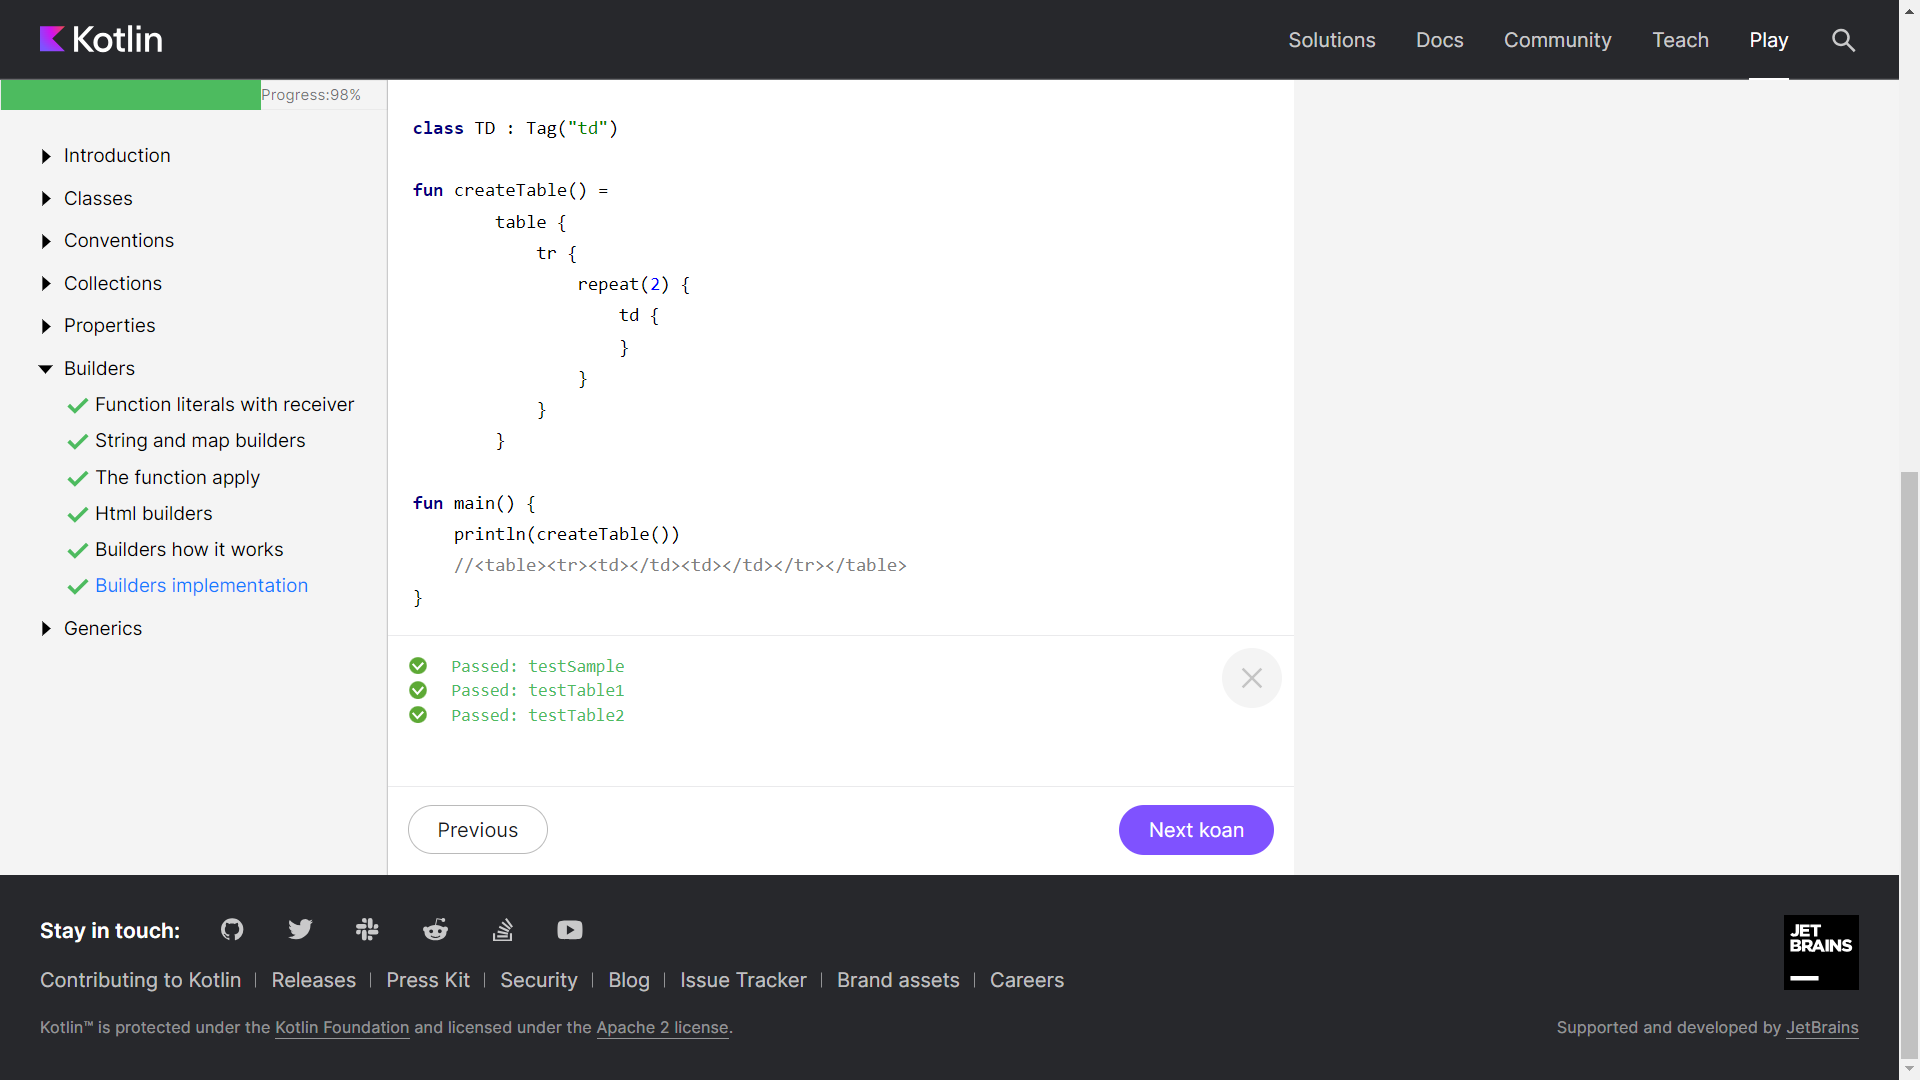 Kotlin
Solutions
Docs
Community
Teach
Play
Progress:98%
Introduction
Classes
Conventions
Collections
Properties
Builders
Function literals with receiver
String and map builders
The function apply
Html builders
Builders how it works
Builders implementation
Generics
class TD : Tag("td")
fun createTable() =
table {
tr {
repeat(2) {
td {
}
}
}
}
fun main() {
println(createTable())
//<table><tr><td></td><td></td></tr></table>
}
Passed: testSample
Passed: testTable1
Passed: testTable2
Previous
Next koan
Stay in touch:
Contributing to Kotlin
Releases
Press Kit
Security
Blog
Issue Tracker
Brand assets
Careers
Kotlin™ is protected under the Kotlin Foundation and licensed under the Apache 2 license.
JET
BRAINS
Supported and developed by JetBrains